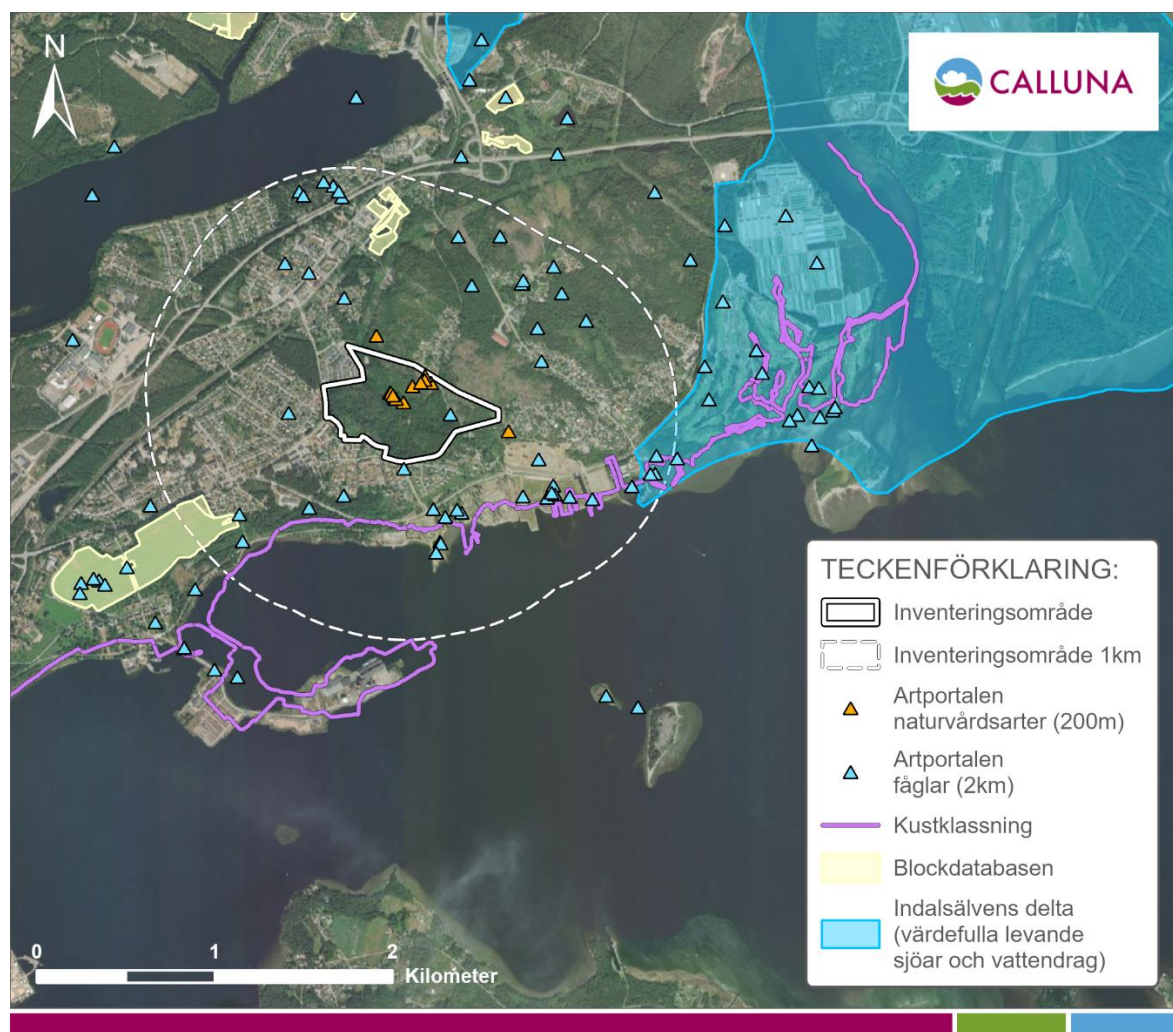 N
CALLUNA
TECKENFÖRKLARING:
Inventeringsområde
Inventeringsområde 1km
Artportalen
naturvårdsarter (200m)
Artportalen
fåglar (2km)
Kustklassning
Blockdatabasen
Indalsälvens delta
(värdefulla levande
sjöar och vattendrag)
0 1 2
Kilometer